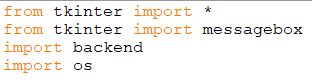 from tkinter import *
from tkinter import messagebox
import backend
import os